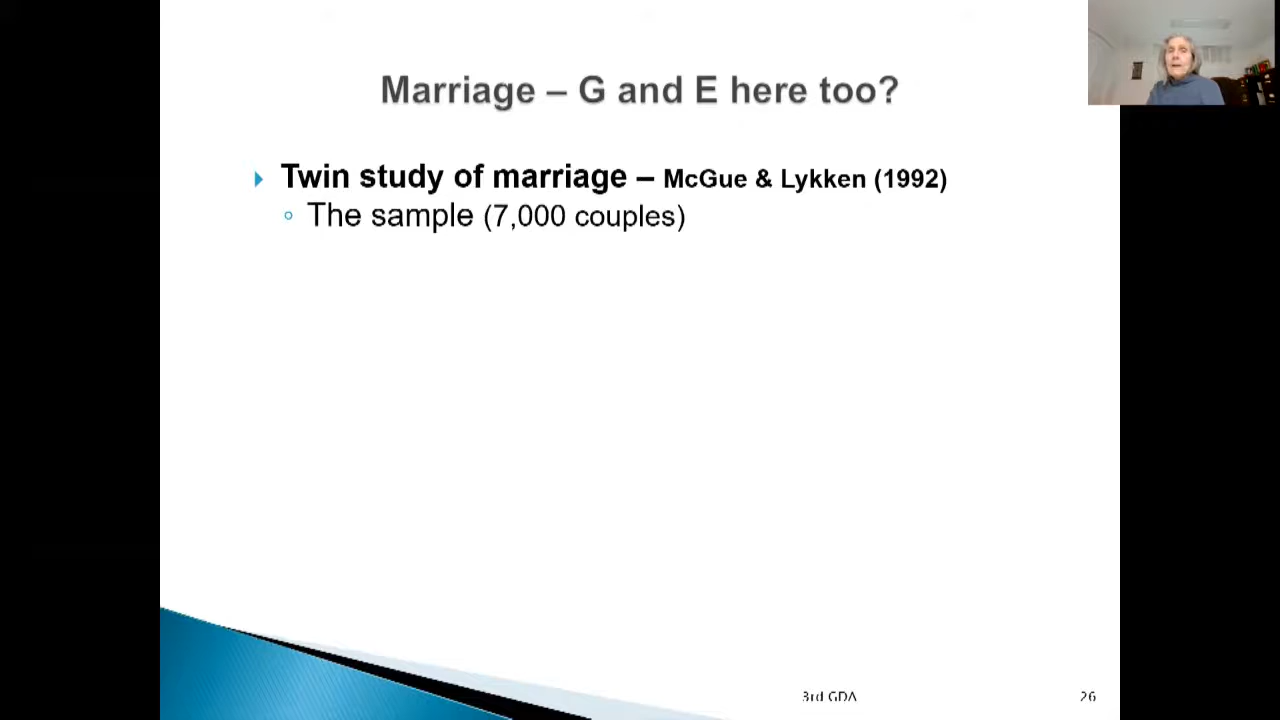 Marriage – G and E here too?
Twin study of marriage – McGue & Lykken (1992)
The sample (7,000 couples)
3rd GDA
26